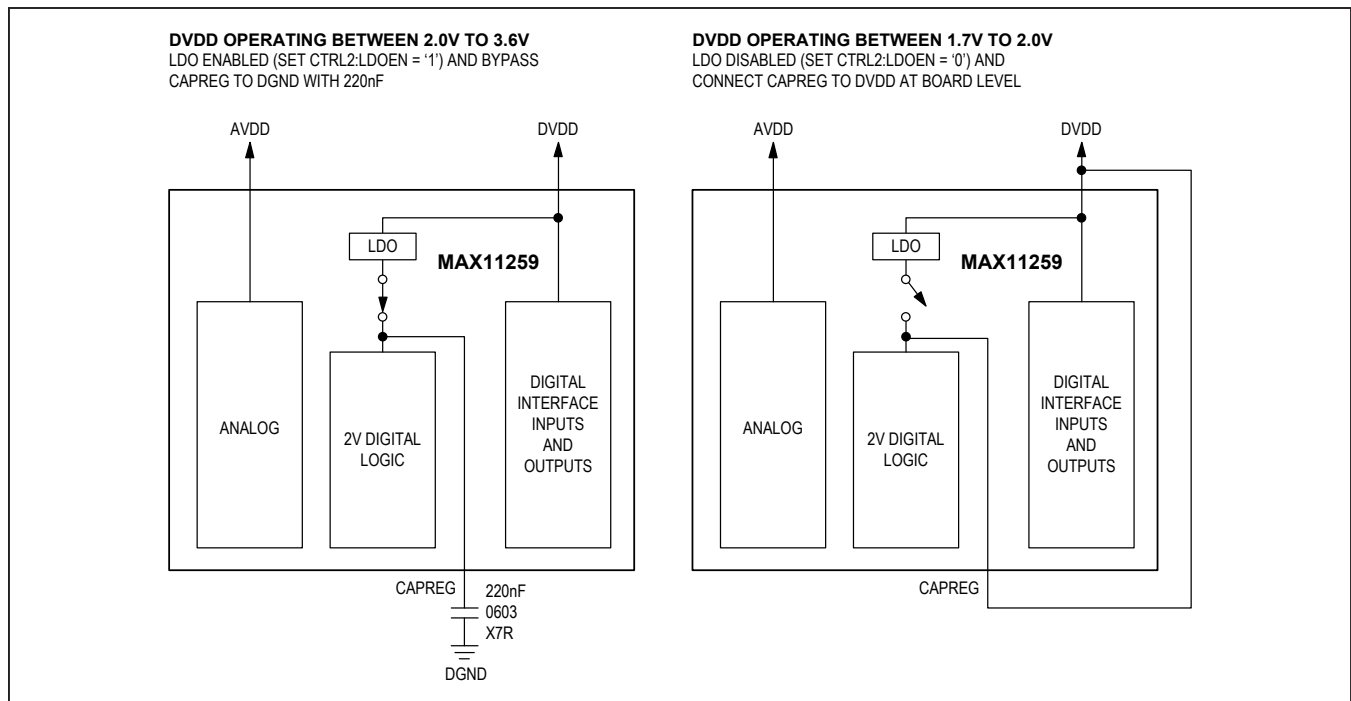 DVDD OPERATING BETWEEN 2.0V TO 3.6V
LDO ENABLED (SET CTRL2:LDOEN = ‘1’) AND BYPASS
CAPREG TO DGND WITH 220nF
AVDD
DVDD
LDO
MAX11259
ANALOG
2V DIGITAL
LOGIC
DIGITAL
INTERFACE
INPUTS
AND
OUTPUTS
CAPREG
220nF
0603
X7R
DGND
DVDD OPERATING BETWEEN 1.7V TO 2.0V
LDO DISABLED (SET CTRL2:LDOEN = ‘0’) AND
CONNECT CAPREG TO DVDD AT BOARD LEVEL
AVDD
DVDD
LDO
MAX11259
ANALOG
2V DIGITAL
LOGIC
DIGITAL
INTERFACE
INPUTS
AND
OUTPUTS
CAPREG